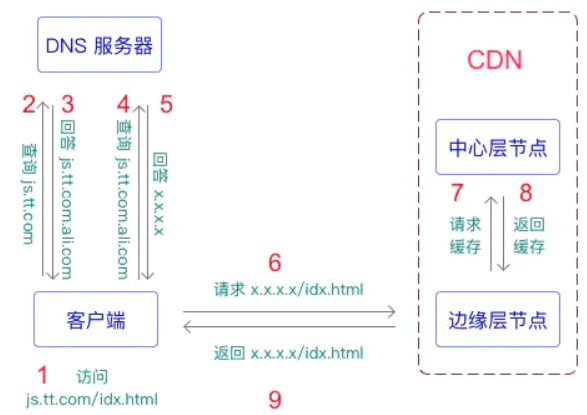 DNS 服务器
CDN
2
3
4
5
查询 js.tt.com
回答 js.tt.com.ali.com
查询 js.tt.com.ali.com
回答 x.x.x.x
中心层节点
7
8
请求
缓存
返回
缓存
6
请求 x.x.x.x/idx.html
客户端
边缘层节点
返回 x.x.x.x/idx.html
1
访问
js.tt.com/idx.html
9